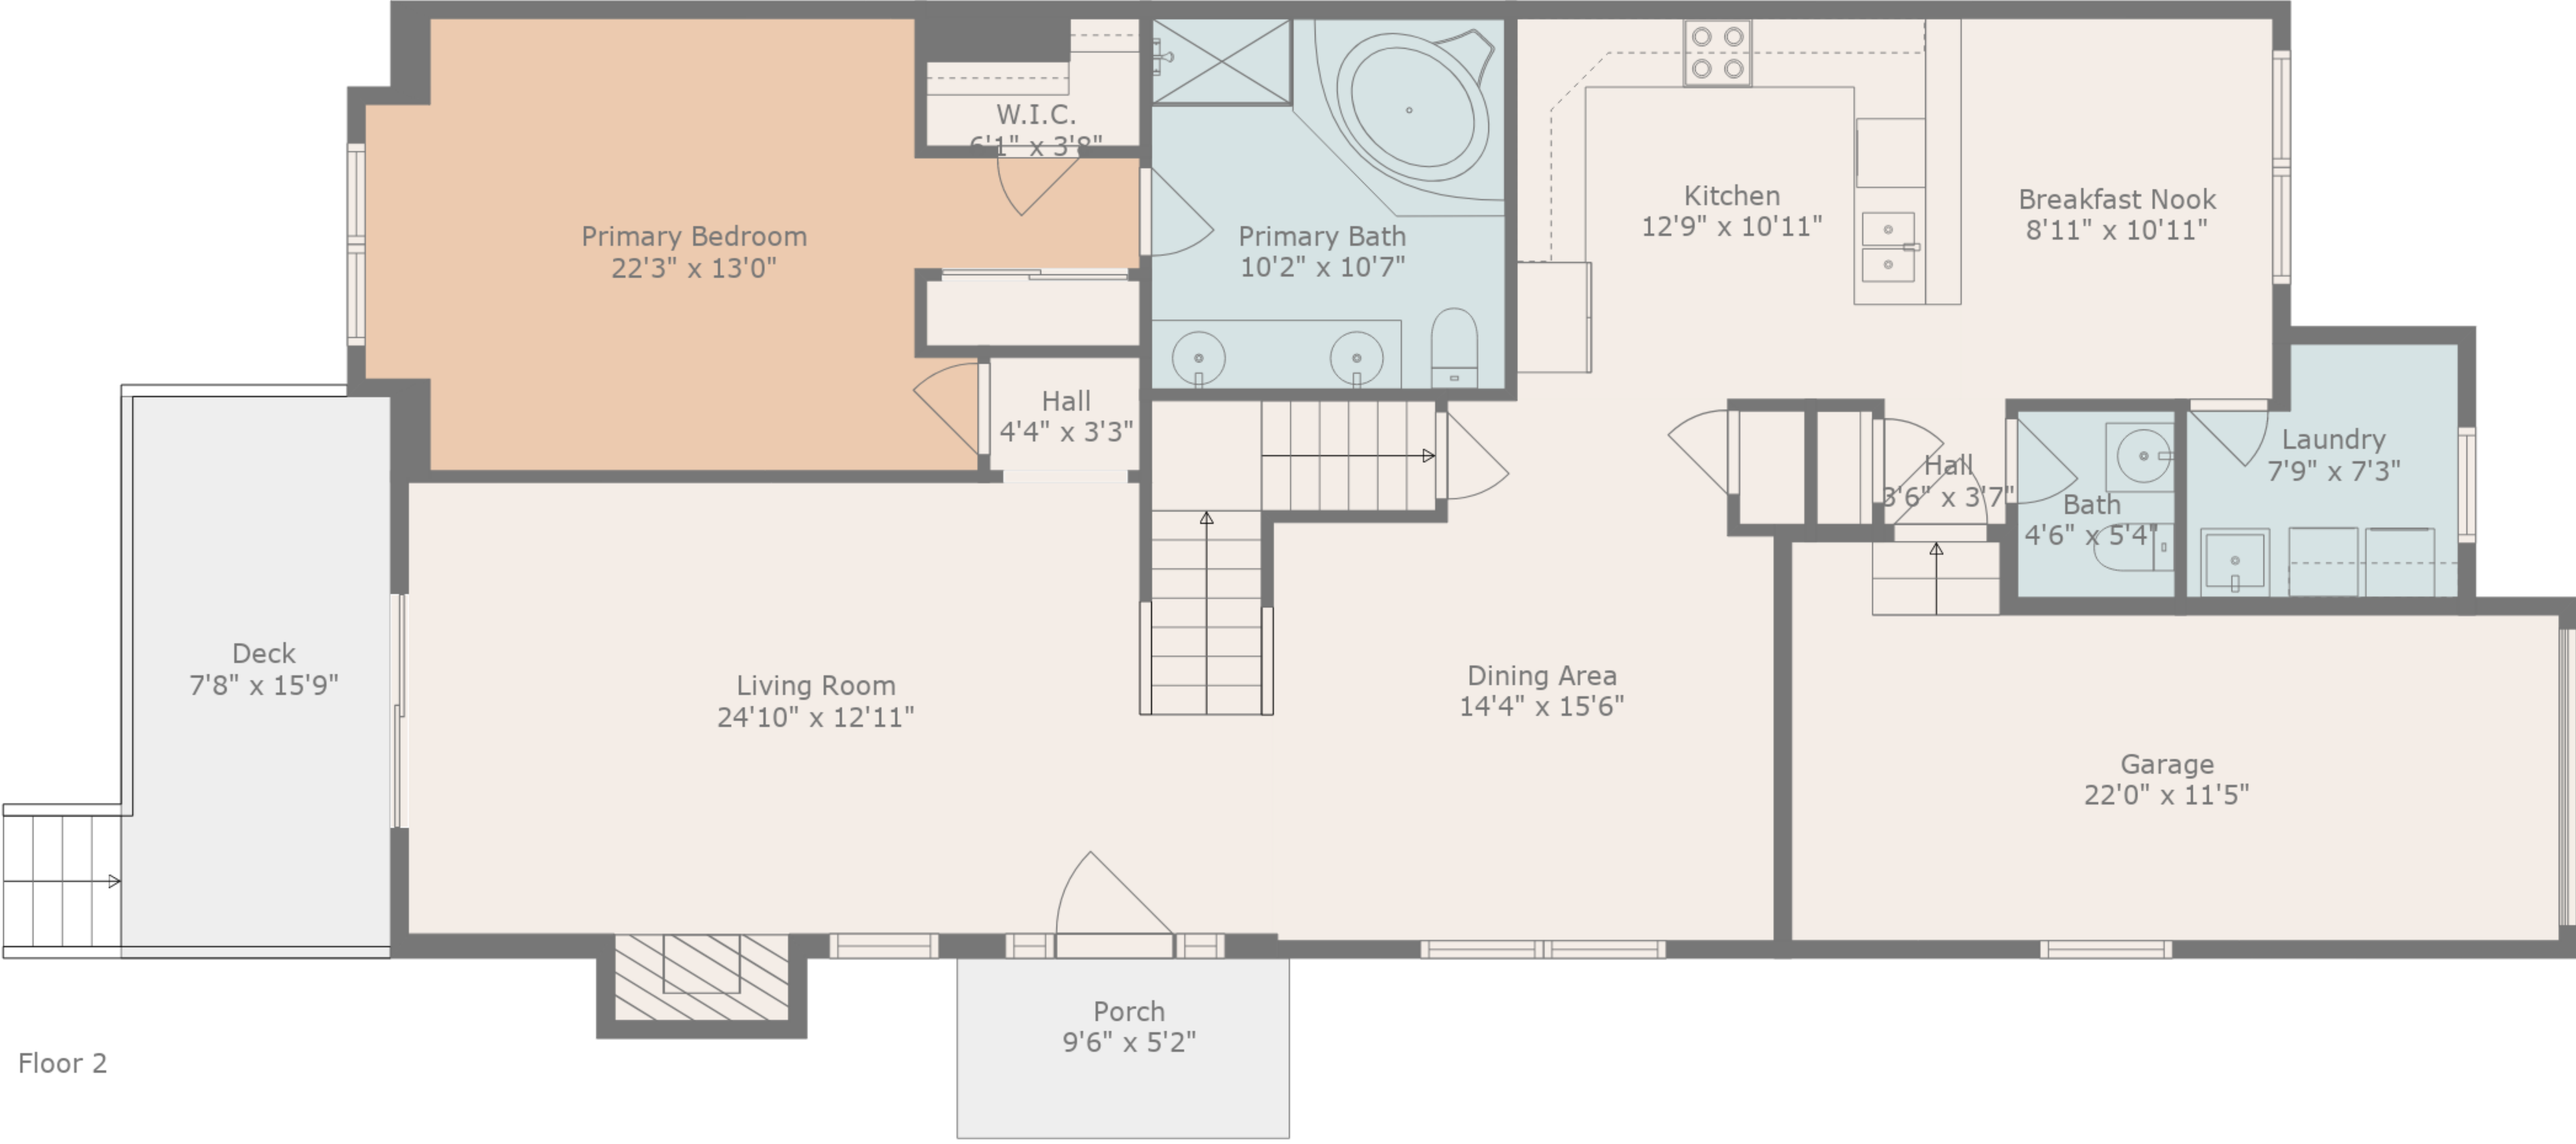 W.I.C.
6'1" x 3'8"
Primary Bedroom
22'3" x 13'0"
Primary Bath
10'2" x 10'7"
Kitchen
12'9" x 10'11"
Breakfast Nook
8'11" x 10'11"
Hall
4'4" x 3'3"
Hall
3'6" x 3'7"
Bath
4'6" x 5'4"
Laundry
7'9" x 7'3"
Deck
7'8" x 15'9"
Living Room
24'10" x 12'11"
Dining Area
14'4" x 15'6"
Garage
22'0" x 11'5"
Porch
9'6" x 5'2"
Floor 2